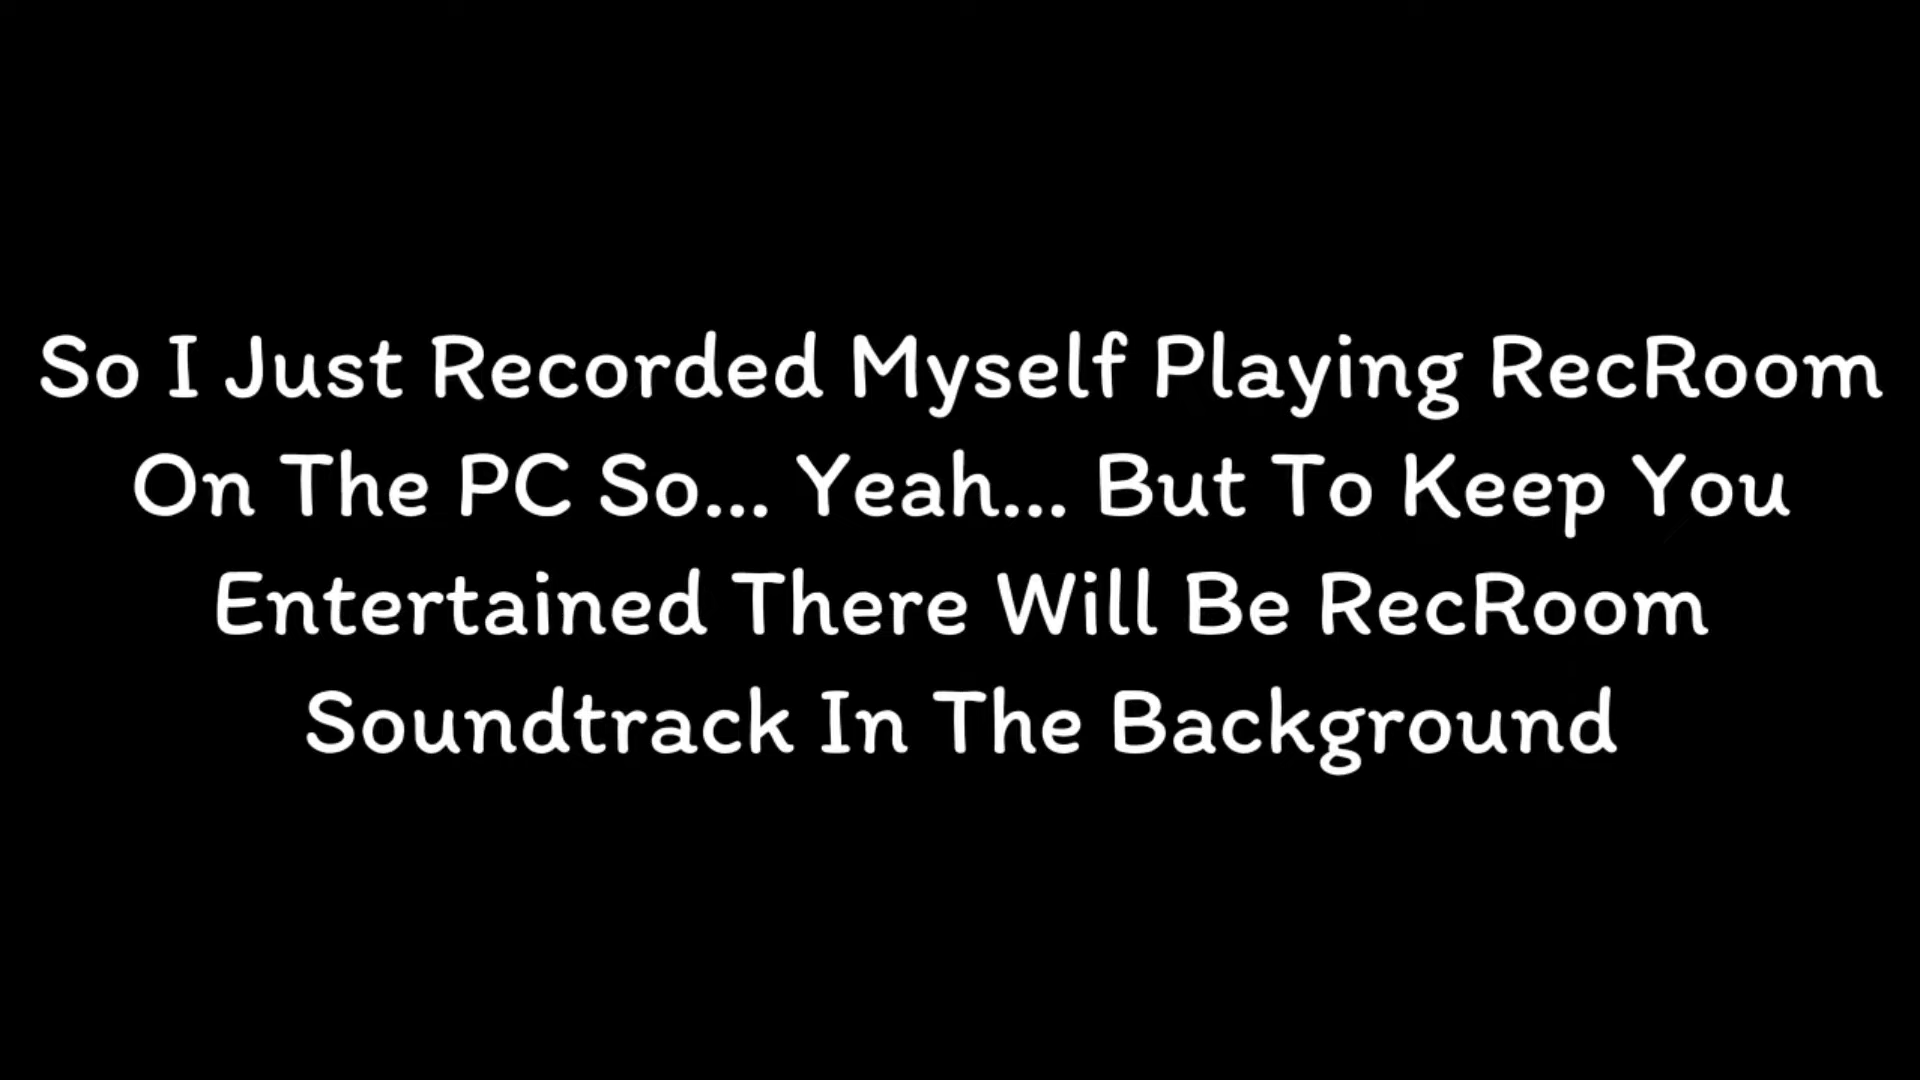 So I Just Recorded Myself Playing RecRoom
On The PC So... Yeah... But To Keep You
Entertained There Will Be RecRoom
Soundtrack In The Background